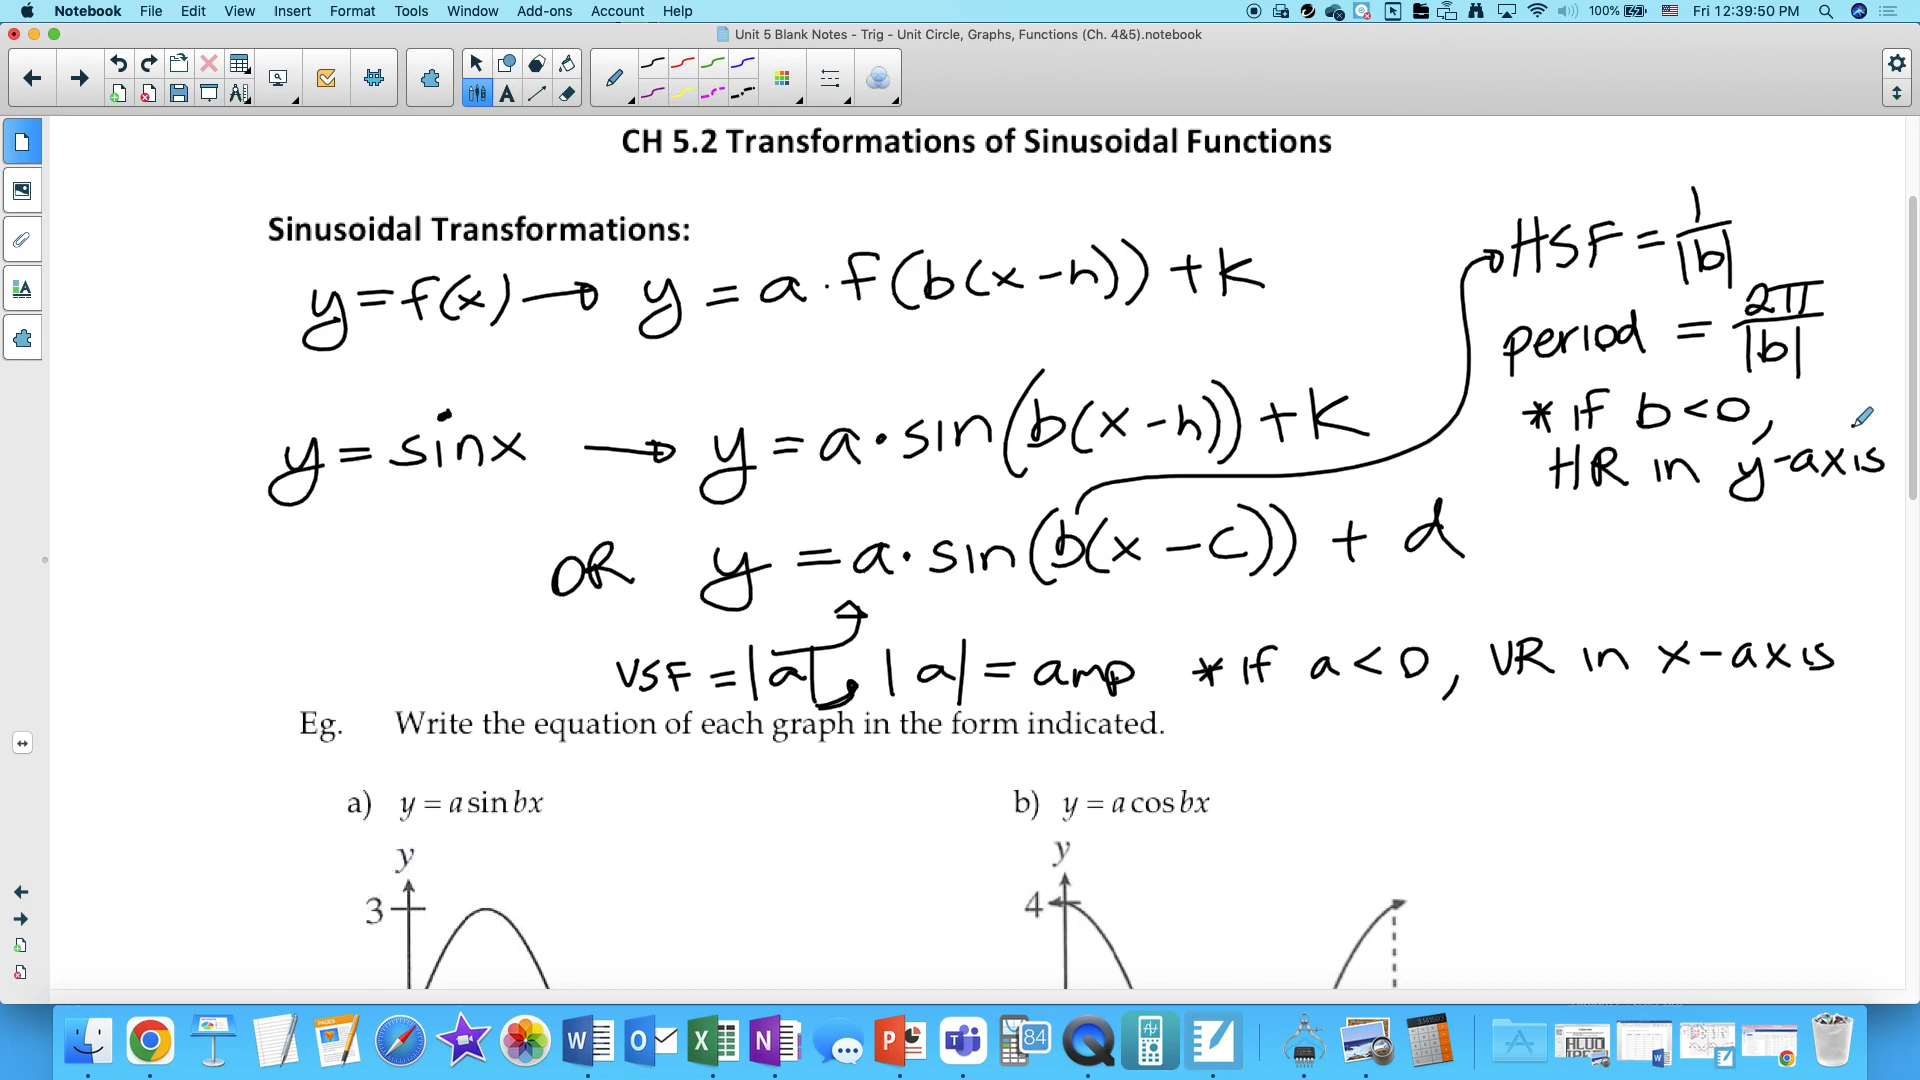 Notebook File Edit View Insert Format Tools Window Add-ons Account Help 100% Fri 12:39:50 PM
Unit 5 Blank Notes - Trig - Unit Circle, Graphs, Functions (Ch. 4&5).notebook
CH 5.2 Transformations of Sinusoidal Functions
Sinusoidal Transformations:
y = f(x) → y = a · f(b(x - h)) + k
HSF = 1/|b|
period = 2π/|b|
* if b < 0,
HR in y-axis
y = sinx → y = a · sin(b(x - h)) + k
OR y = a · sin(b(x - c)) + d
VSF = |a| , |a| = amp * if a < 0, VR in x-axis
Eg. Write the equation of each graph in the form indicated.
a) y = a sin bx
b) y = a cos bx
y
3
y
4
84